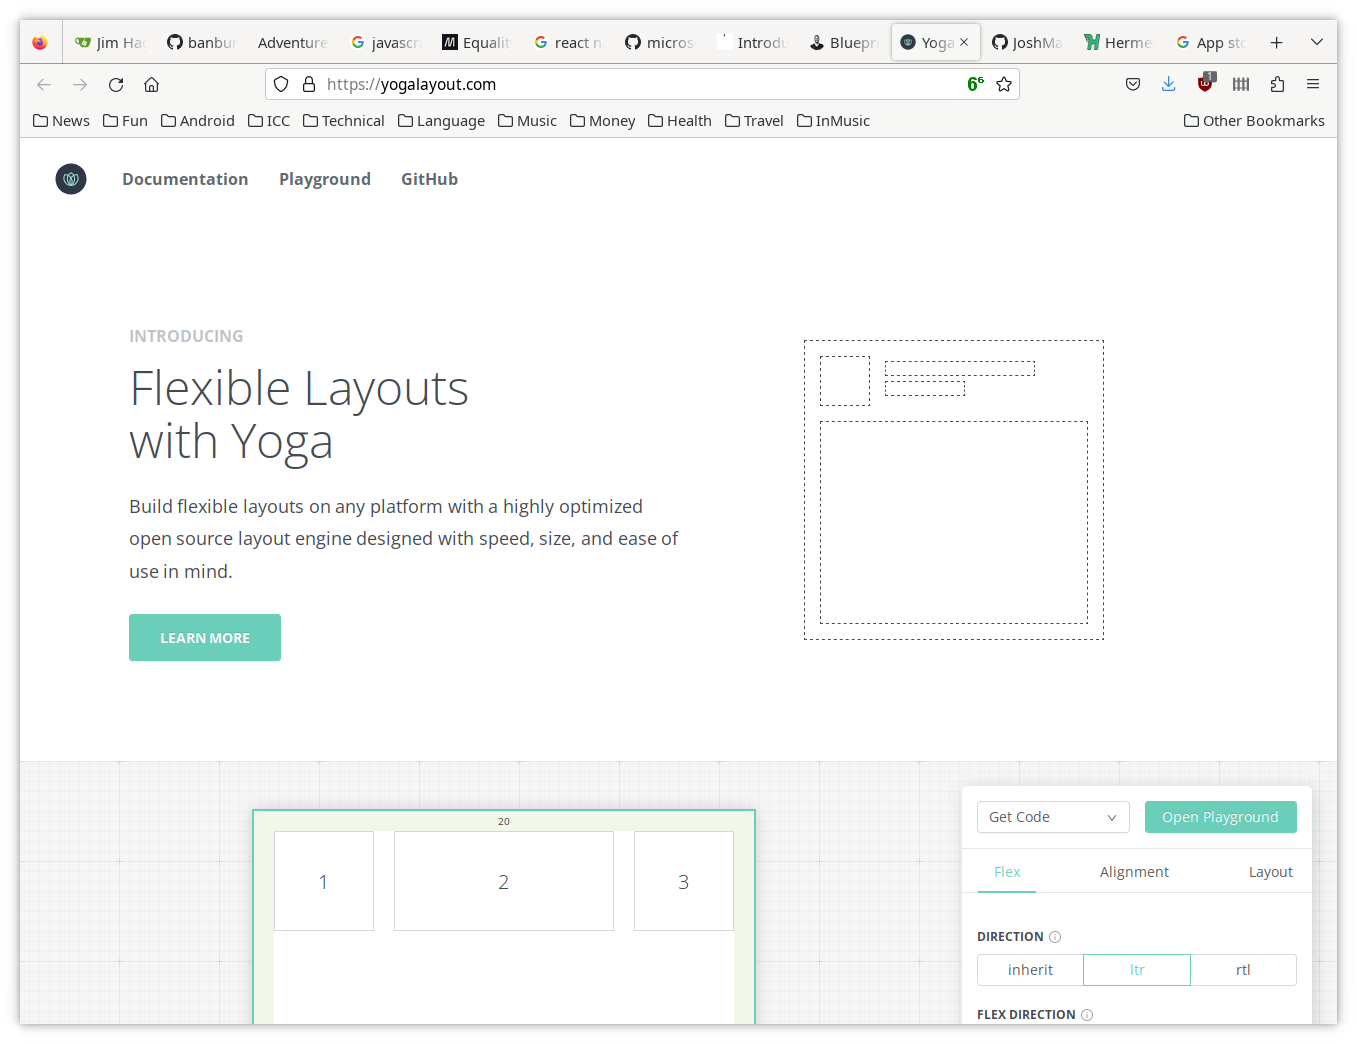 Jim Ha
banbu
Adventure
javasc
Equalit
react n
micros
Introdu
Bluepr
Yoga
JoshMa
Hermes
App sto
https://yogalayout.com
6⁶
1
News
Fun
Android
ICC
Technical
Language
Music
Money
Health
Travel
InMusic
Other Bookmarks
Documentation
Playground
GitHub
INTRODUCING
Flexible Layouts
with Yoga
Build flexible layouts on any platform with a highly optimized
open source layout engine designed with speed, size, and ease of
use in mind.
LEARN MORE
20
1
2
3
Get Code
Open Playground
Flex
Alignment
Layout
DIRECTION
inherit
ltr
rtl
FLEX DIRECTION